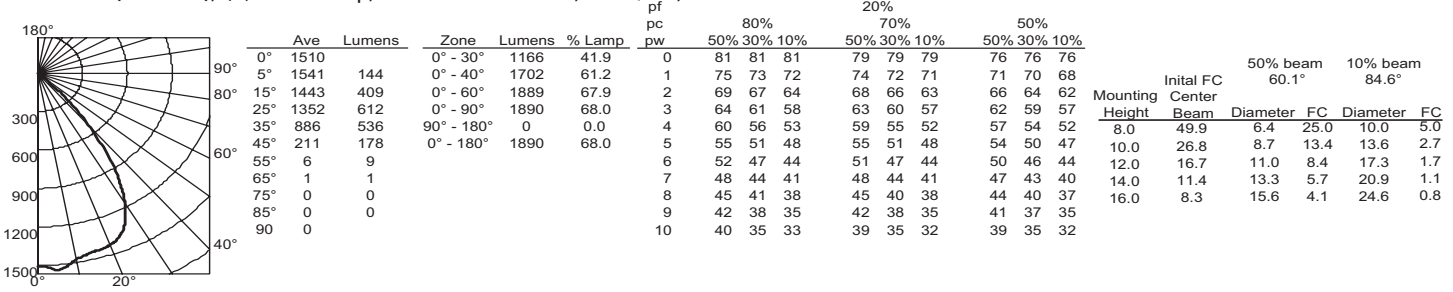 180°
90°
80°
60°
40°
300
600
900
1200
1500
0° 20°
Ave Lumens
0° 1510
5° 1541 144
15° 1443 409
25° 1352 612
35° 886 536
45° 211 178
55° 6 9
65° 1 1
75° 0 0
85° 0 0
90 0
Zone Lumens % Lamp
0° - 30° 1166 41.9
0° - 40° 1702 61.2
0° - 60° 1889 67.9
0° - 90° 1890 68.0
90° - 180° 0 0.0
0° - 180° 1890 68.0
pf 20%
pc 80% 70% 50%
pw 50% 30% 10% 50% 30% 10% 50% 30% 10%
0 81 81 81 79 79 79 76 76 76
1 75 73 72 74 72 71 71 70 68
2 69 67 64 68 66 63 66 64 62
3 64 61 58 63 60 57 62 59 57
4 60 56 53 59 55 52 57 54 52
5 55 51 48 55 51 48 54 50 47
6 52 47 44 51 47 44 50 46 44
7 48 44 41 48 44 41 47 43 40
8 45 41 38 45 40 38 44 40 37
9 42 38 35 42 38 35 41 37 35
10 40 35 33 39 35 32 39 35 32
50% beam 10% beam
60.1° 84.6°
Inital FC
Mounting Center
Height Beam Diameter FC Diameter FC
8.0 49.9 6.4 25.0 10.0 5.0
10.0 26.8 8.7 13.4 13.6 2.7
12.0 16.7 11.0 8.4 17.3 1.7
14.0 11.4 13.3 5.7 20.9 1.1
16.0 8.3 15.6 4.1 24.6 0.8